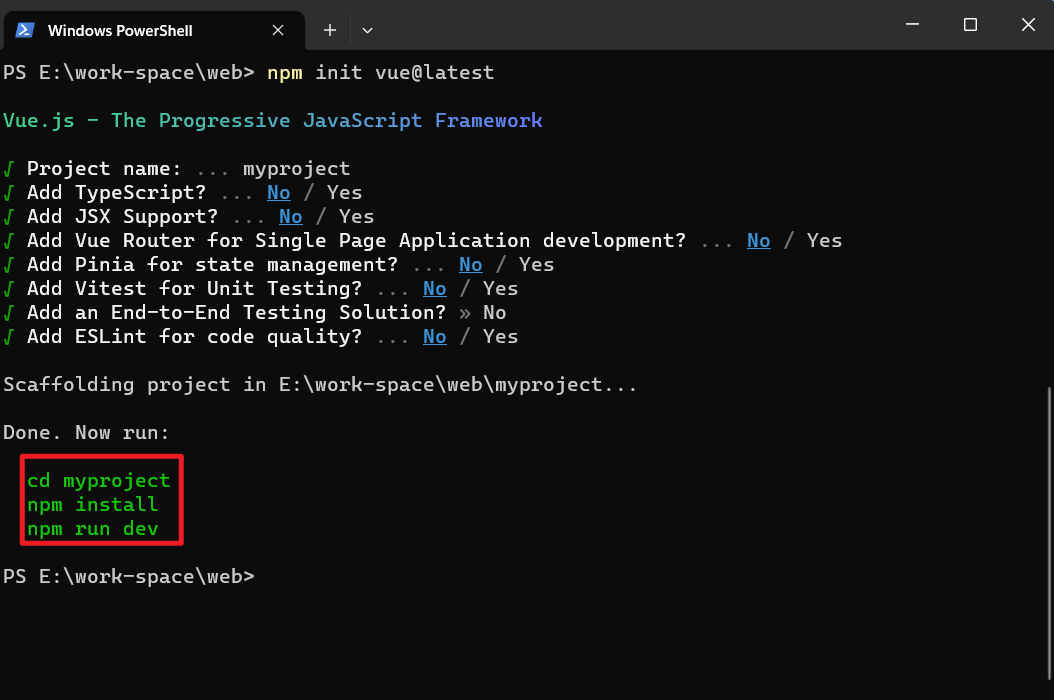 Windows PowerShell
PS E:\work-space\web> npm init vue@latest
Vue.js - The Progressive JavaScript Framework
√ Project name: ... myproject
√ Add TypeScript? ... No / Yes
√ Add JSX Support? ... No / Yes
√ Add Vue Router for Single Page Application development? ... No / Yes
√ Add Pinia for state management? ... No / Yes
√ Add Vitest for Unit Testing? ... No / Yes
√ Add an End-to-End Testing Solution? » No
√ Add ESLint for code quality? ... No / Yes
Scaffolding project in E:\work-space\web\myproject...
Done. Now run:
cd myproject
npm install
npm run dev
PS E:\work-space\web>